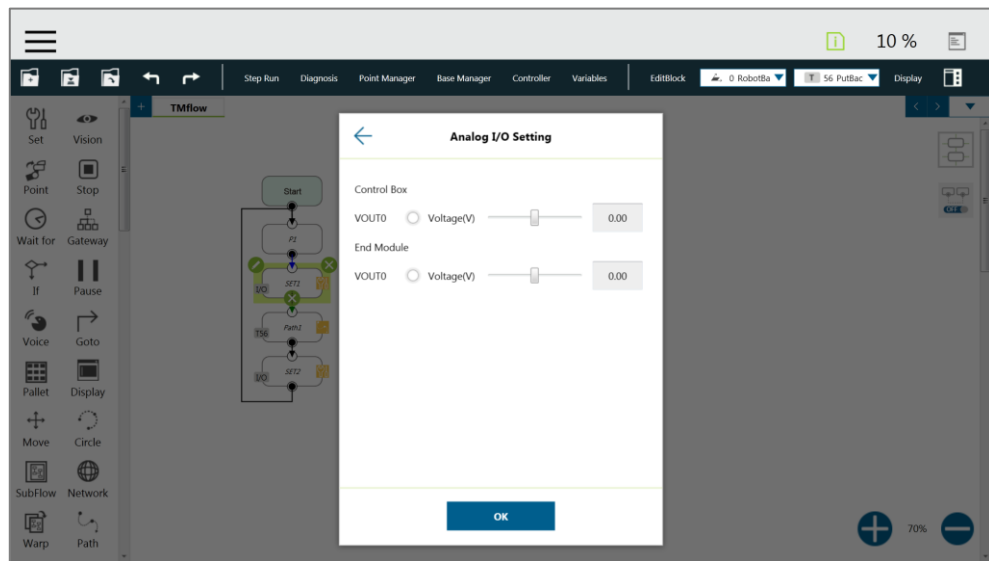 10 %
Step Run Diagnosis Point Manager Base Manager Controller Variables EditBlock 0 RobotBa T 56 PutBac Display
+ TMflow
Set Vision
Point Stop
Wait for Gateway
If Pause
Voice Goto
Pallet Display
Move Circle
SubFlow Network
Warp Path
Start
P1
SET1
I/O
Path1
T56
SET2
I/O
Analog I/O Setting
Control Box
VOUT0 Voltage(V) 0.00
End Module
VOUT0 Voltage(V) 0.00
OK
OFF
70%